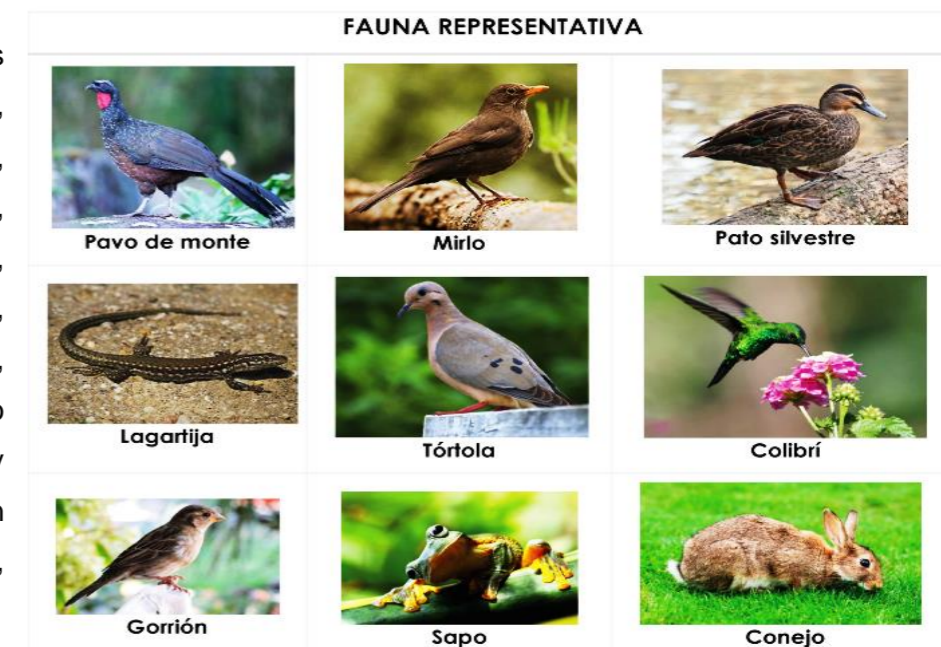 FAUNA REPRESENTATIVA
s
,
,
,
,
,
,
o
y
n
,
Pavo de monte
Mirlo
Pato silvestre
Lagartija
Tórtola
Colibrí
Gorrión
Sapo
Conejo